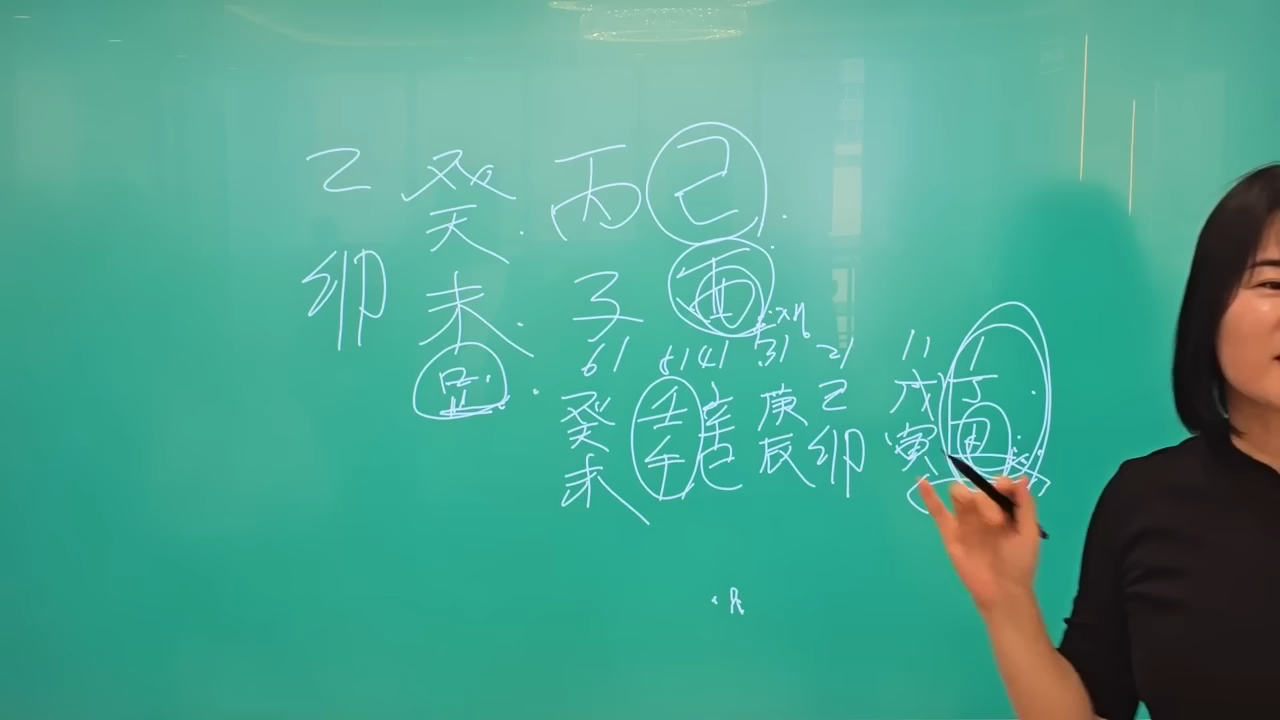 乙 癸 丙 己
卯 未 子 酉
61 51 41 31 21 11 1
癸 壬 辛 庚 己 戊 丁
未 午 巳 辰 卯 寅 丑